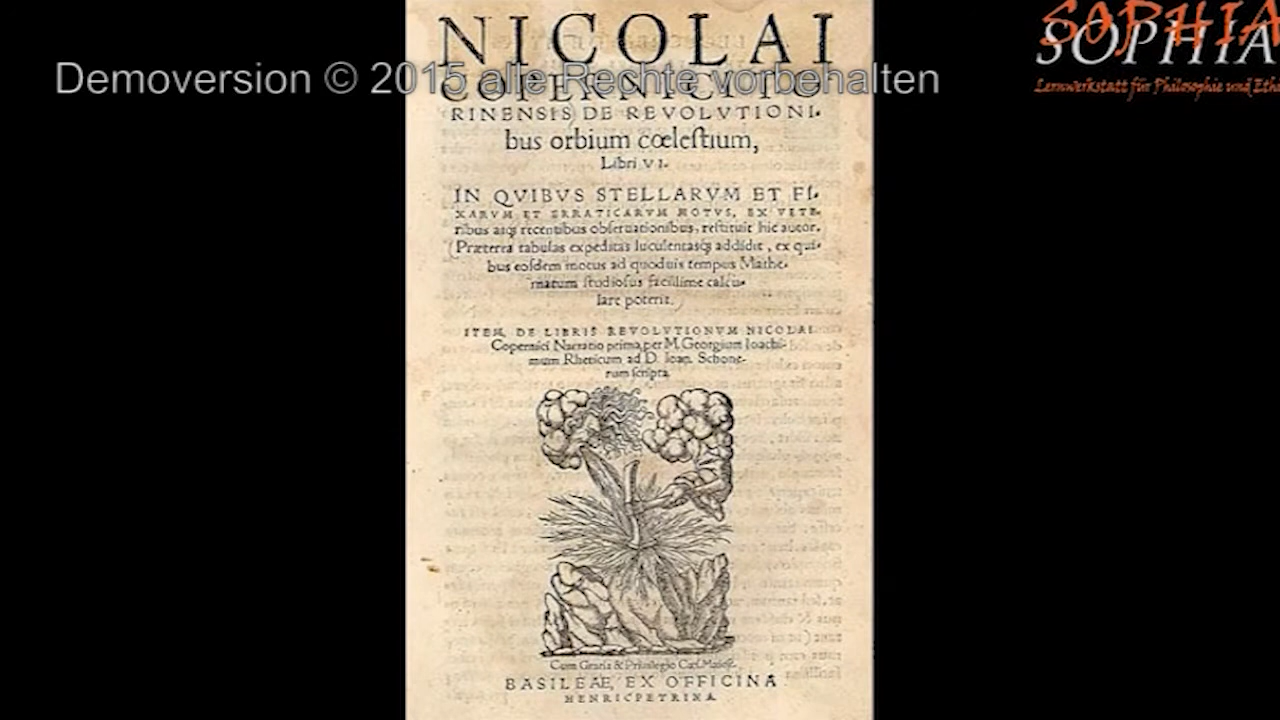 NICOLAI
COPERNICI TO
RINENSIS DE REVOLVTIONI-
bus orbium cœlestium,
Libri VI.
IN QVIBVS STELLARVM ET FI-
XARVM ET ERRATICARVM MOTVS, EX VETE-
ribus atq; recentibus obseruationibus, restituit hic autor.
Præterea tabulas expeditas luculentasq; addidit, ex qui-
bus eosdem motus ad quoduis tempus Mathe-
matum studiosus facillime calcu-
lare poterit.
ITEM, DE LIBRIS REVOLVTIONVM NICOLAI
Copernici Narratio prima, per M. Georgium Ioachi-
mum Rheticum ad D. Ioan. Schone-
rum scripta.
Cum Gratia & Priuilegio Cæs. Maiest.
BASILEAE, EX OFFICINA
HENRICPETRINA.
Demoversion © 2015 alle Rechte vorbehalten
SOPHIA
SOPHIA
Lernwerkstatt für Philosophie und Ethi